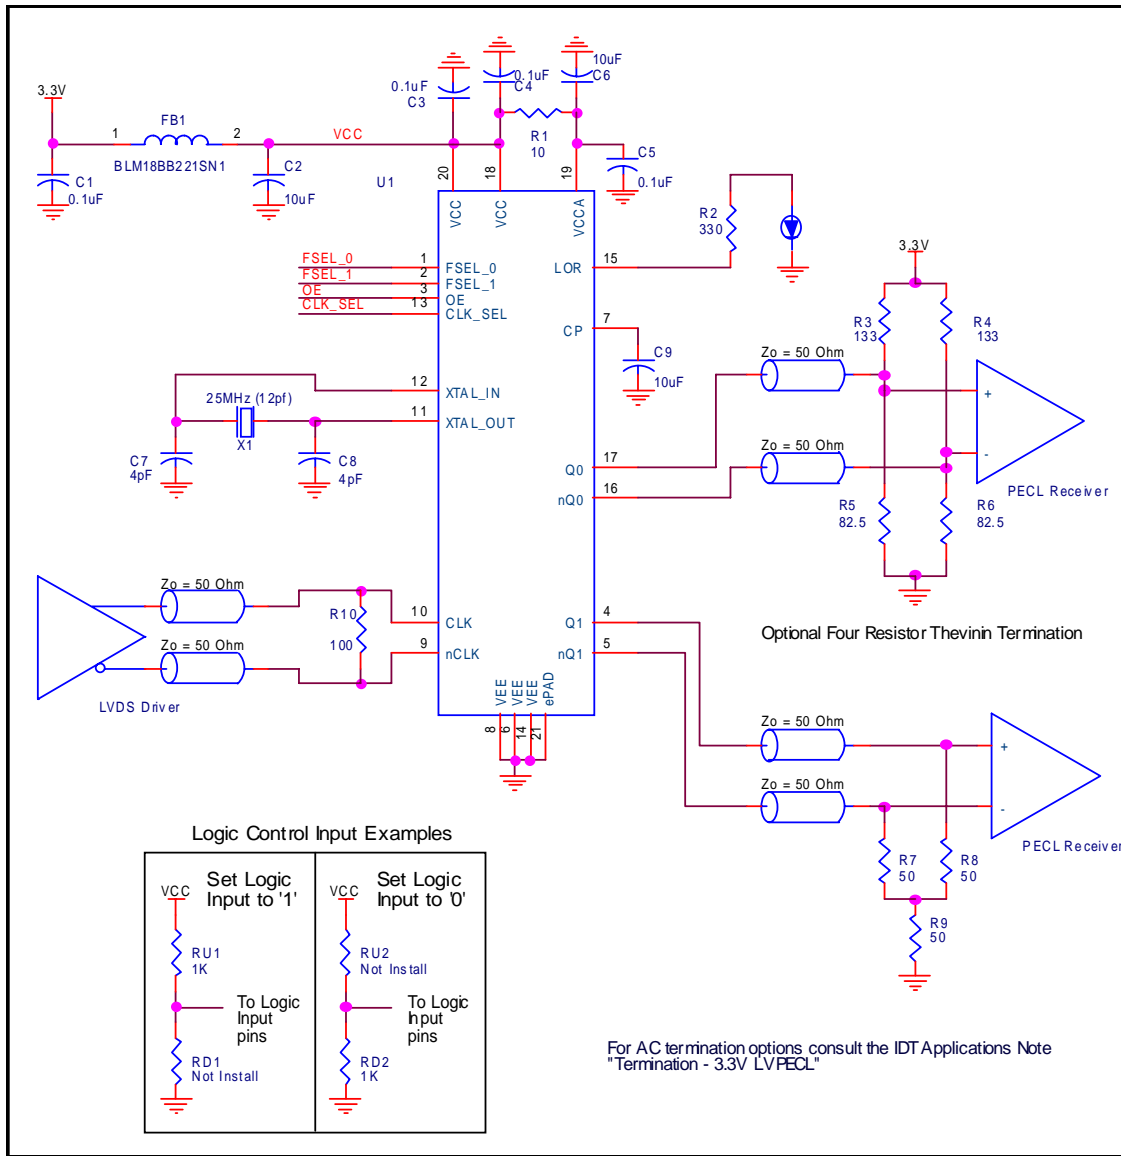 3.3V
FB1
1
2
BLM18BB221SN1
C1
0.1uF
VCC
C2
10uF
0.1uF
C3
0.1uF
C4
10uF
C6
R1
10
C5
0.1uF
U1
20
18
19
VCC
VCC
VCCA
R2
330
FSEL_0
FSEL_1
OE
CLK_SEL
1
2
3
13
FSEL_0
FSEL_1
OE
CLK_SEL
LOR
15
CP
7
C9
10uF
3.3V
R3
133
R4
133
Zo = 50 Ohm
Zo = 50 Ohm
+
-
PECL Receiver
R5
82.5
R6
82.5
12
11
XTAL_IN
XTAL_OUT
25MHz (12pf)
X1
C7
4pF
C8
4pF
Q0
17
nQ0
16
Zo = 50 Ohm
Zo = 50 Ohm
LVDS Driver
R10
100
10
9
CLK
nCLK
Q1
4
nQ1
5
Optional Four Resistor Thevinin Termination
VEE
VEE
VEE
ePAD
8
6
14
21
Zo = 50 Ohm
Zo = 50 Ohm
+
-
PECL Receiver
R7
50
R8
50
R9
50
Logic Control Input Examples
Set Logic
Input to '1'
VCC
RU1
1K
To Logic
Input
pins
RD1
Not Install
Set Logic
Input to '0'
VCC
RU2
Not Install
To Logic
Input
pins
RD2
1K
For AC termination options consult the IDT Applications Note
"Termination - 3.3V LVPECL"